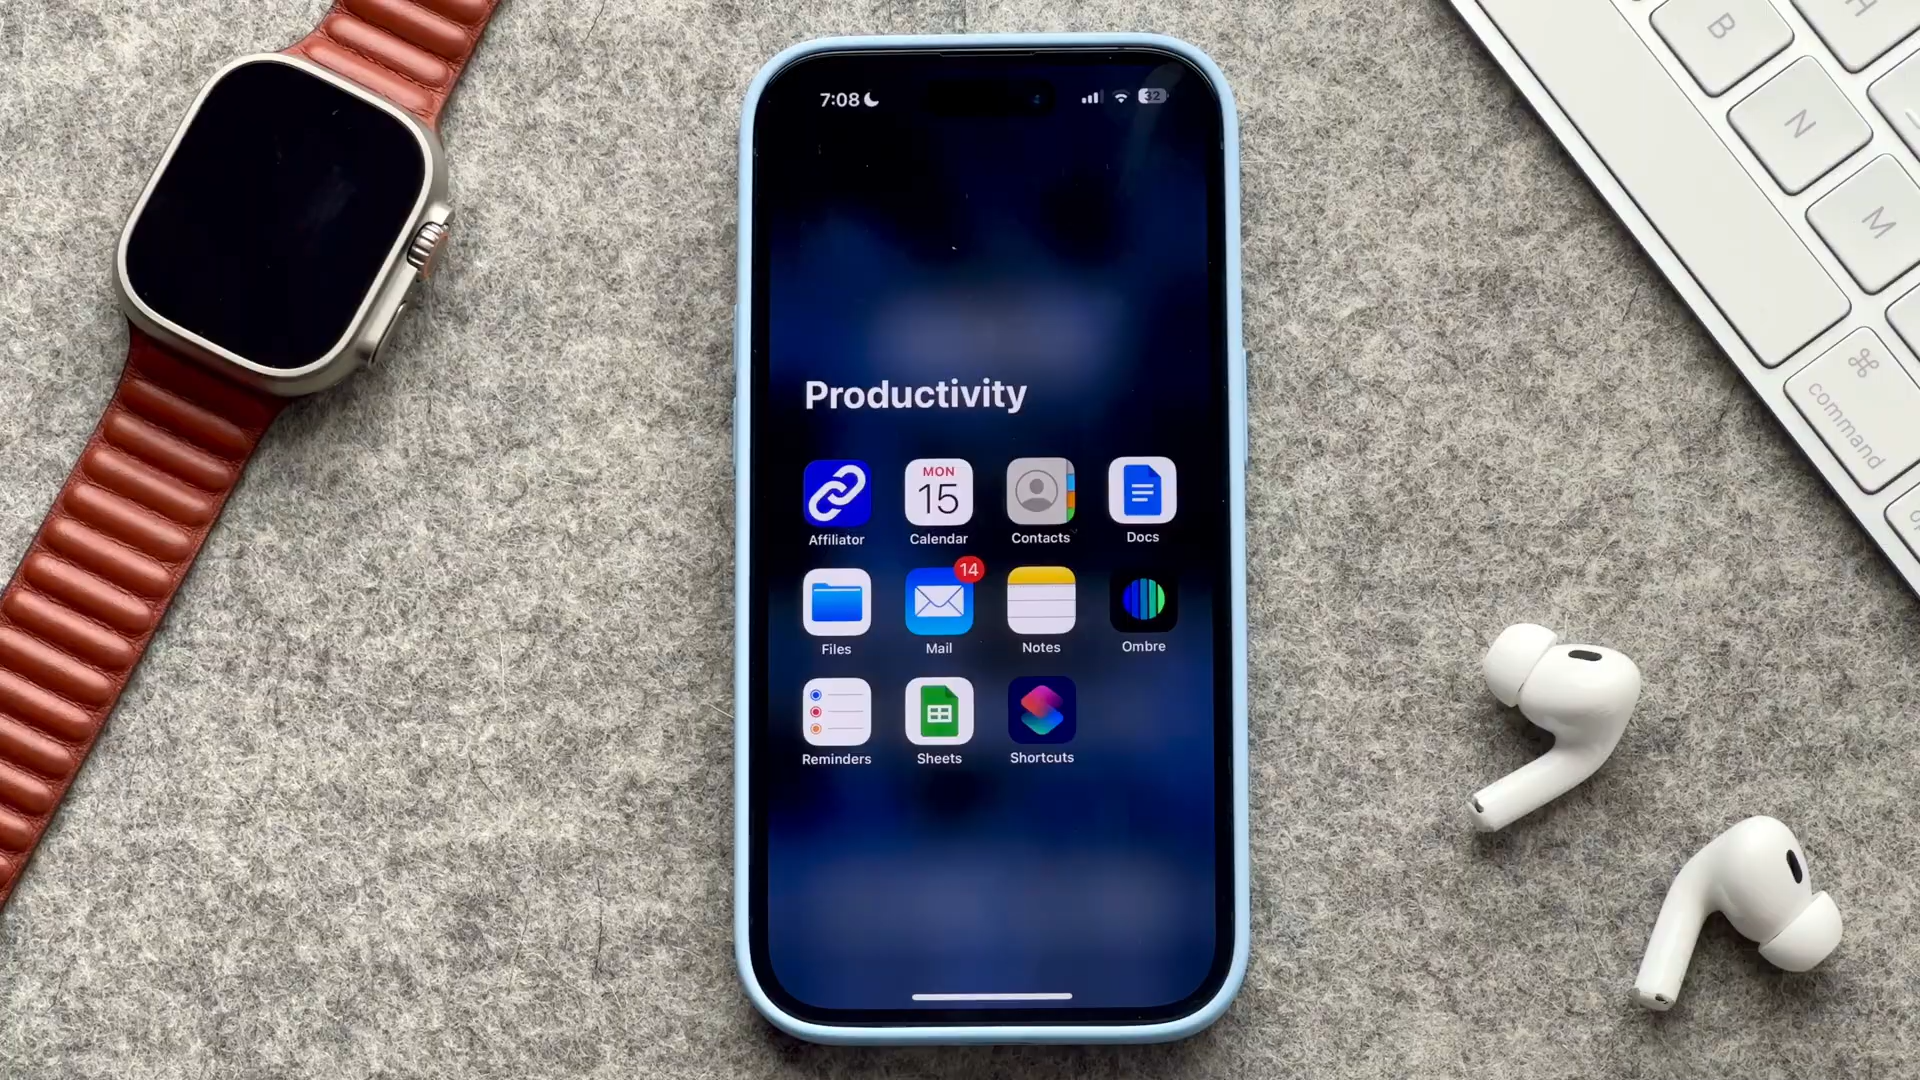 7:08
32
Productivity
MON
15
Affiliator
Calendar
Contacts
Docs
14
Files
Mail
Notes
Ombre
Reminders
Sheets
Shortcuts
B
H
N
M
⌘
command